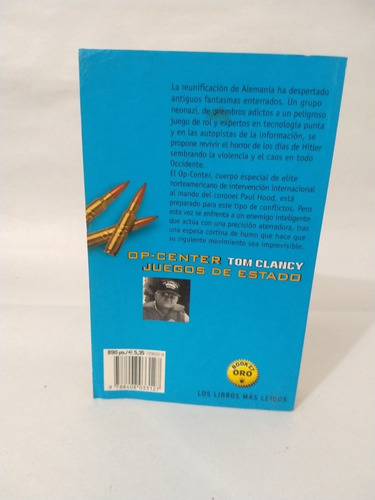 La reunificación de Alemania ha despertado
antiguos fantasmas enterrados. Un grupo
neonazi, de miembros adictos a un peligroso
juego de rol y expertos en tecnología punta
y en las autopistas de la información, se
propone revivir el horror de los días de Hitler
sembrando la violencia y el caos en todo
Occidente.
El Op-Center, cuerpo especial de elite
norteamericano de intervención internacional
al mando del coronel Paul Hood, está
preparado para este tipo de conflictos. Pero
esta vez se enfrenta a un enemigo inteligente
que actúa con una precisión aterradora, tras
una espesa cortina de humo que hace que
su siguiente movimiento sea imprevisible.
OP-CENTER TOM CLANCY
JUEGOS DE ESTADO
890 pts./€ 5,35
BOOKET
ORO
LOS LIBROS MÁS LEÍDOS